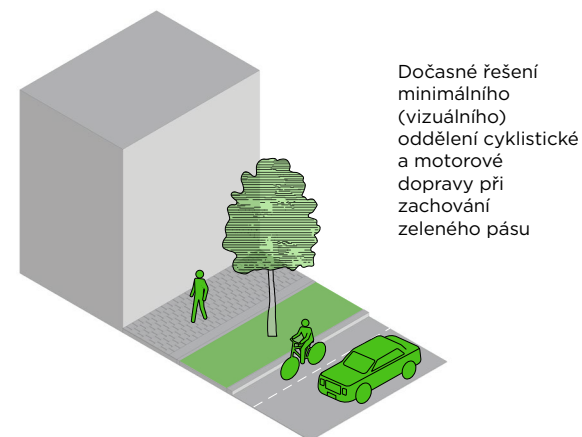 Dočasné řešení
minimálního
(vizuálního)
oddělení cyklistické
a motorové
dopravy při
zachování
zeleného pásu